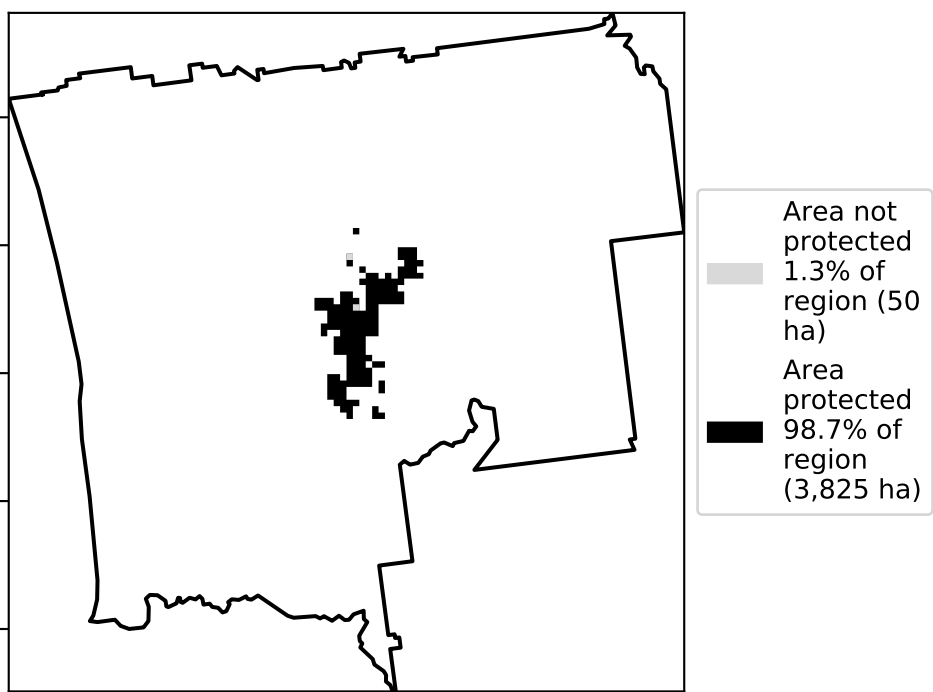 Area not
protected
1.3% of
region (50
ha)
Area
protected
98.7% of
region
(3,825 ha)